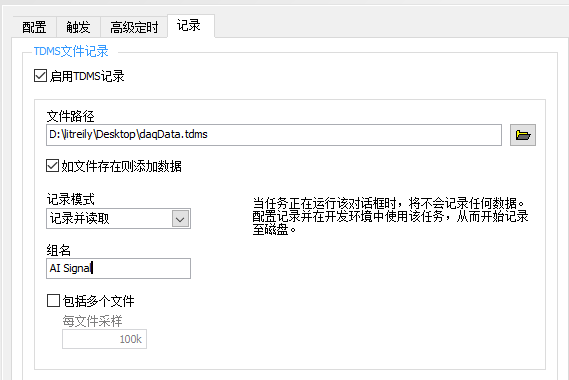 配置 触发 高级定时 记录
TDMS文件记录
启用TDMS记录
文件路径
D:\litreily\Desktop\daqData.tdms
如文件存在则添加数据
记录模式
记录并读取
当任务正在运行该对话框时，将不会记录任何数据。
配置记录并在开发环境中使用该任务，从而开始记录
至磁盘。
组名
AI Signal
包括多个文件
每文件采样
100k